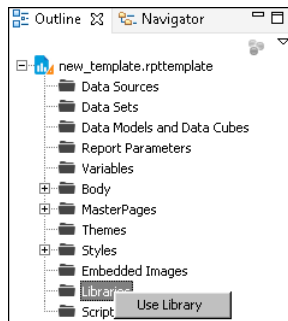 Outline Navigator
new_template.rpttemplate
Data Sources
Data Sets
Data Models and Data Cubes
Report Parameters
Variables
Body
MasterPages
Themes
Styles
Embedded Images
Libraries
Use Library
Script